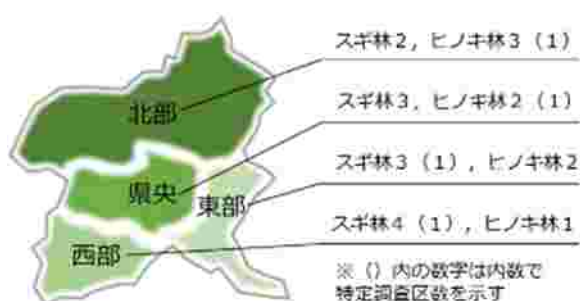 スギ林2，ヒノキ林3（1）
北部
スギ林3，ヒノキ林2（1）
県央
スギ林3（1），ヒノキ林2
東部
スギ林4（1），ヒノキ林1
西部
※（）内の数字は内数で
特定調査区数を示す